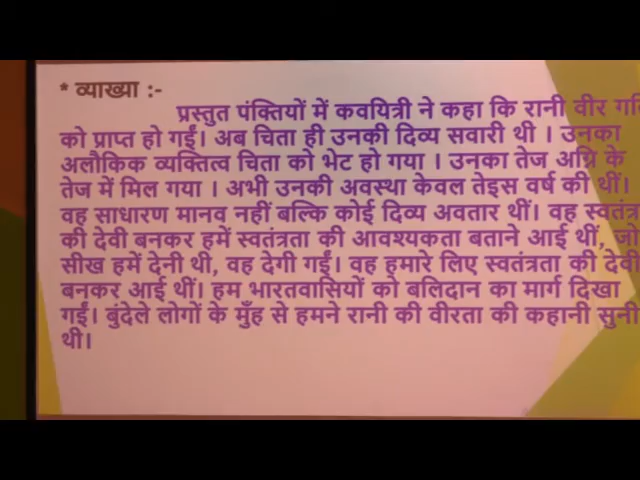 * व्याख्या :-
प्रस्तुत पंक्तियों में कवयित्री ने कहा कि रानी वीर गति
को प्राप्त हो गईं। अब चिता ही उनकी दिव्य सवारी थी । उनका
अलौकिक व्यक्तित्व चिता को भेट हो गया । उनका तेज अग्नि के
तेज में मिल गया । अभी उनकी अवस्था केवल तेइस वर्ष की थीं।
वह साधारण मानव नहीं बल्कि कोई दिव्य अवतार थीं। वह स्वतंत्र
की देवी बनकर हमें स्वतंत्रता की आवश्यकता बताने आई थीं, जो
सीख हमें देनी थी, वह देगी गईं। वह हमारे लिए स्वतंत्रता की देवी
बनकर आई थीं। हम भारतवासियों को बलिदान का मार्ग दिखा
गईं। बुंदेले लोगों के मुँह से हमने रानी की वीरता की कहानी सुनी
थी।